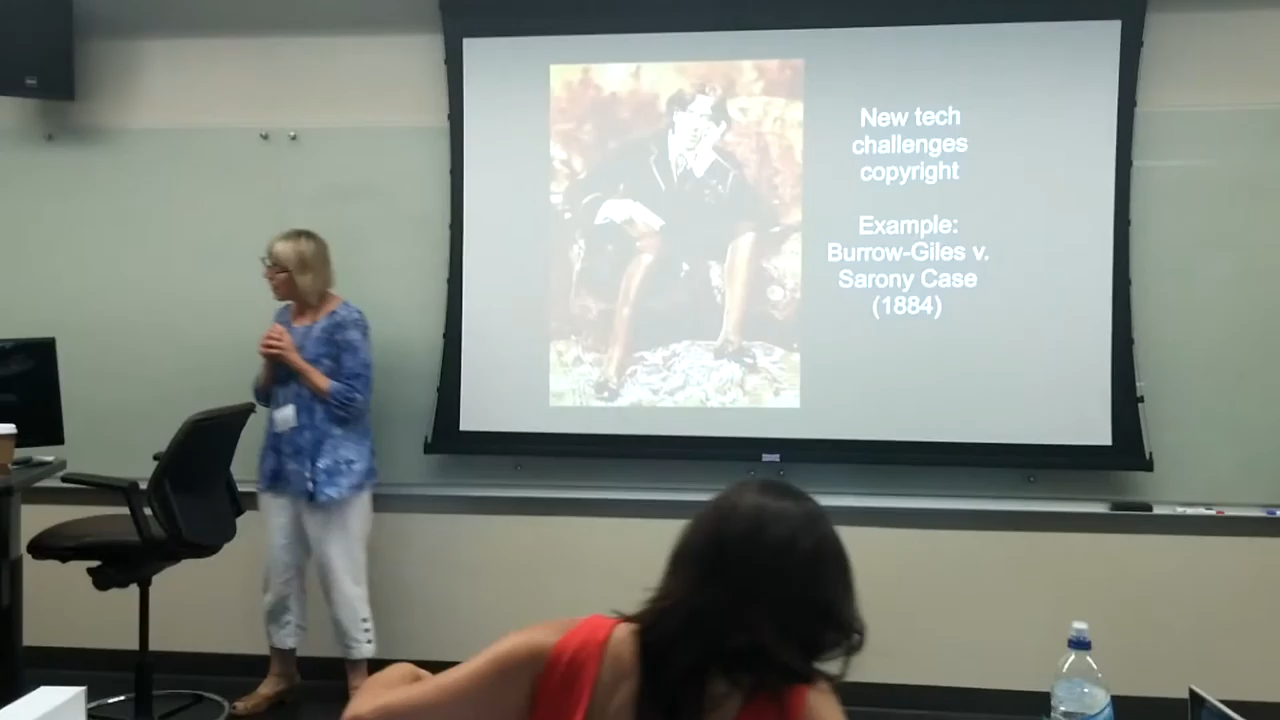 New tech
challenges
copyright
Example:
Burrow-Giles v.
Sarony Case
(1884)